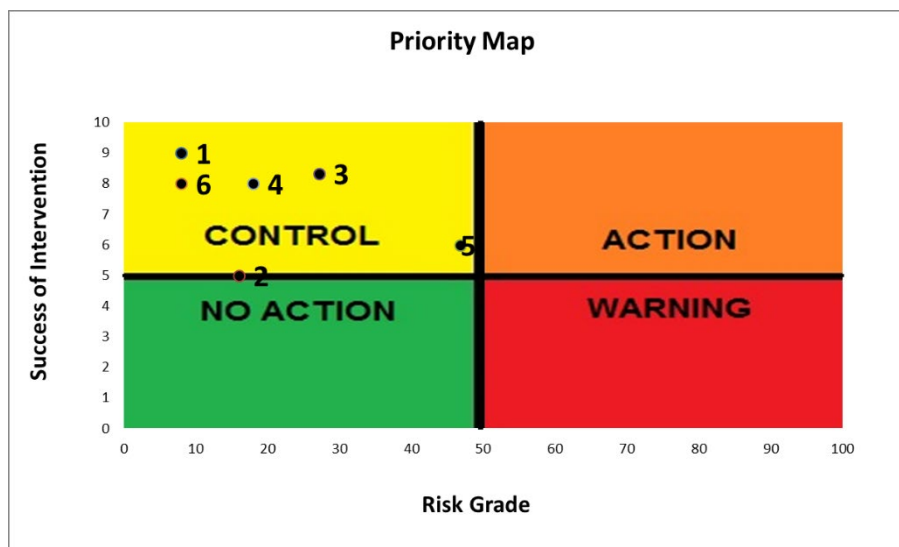 Priority Map
Success of Intervention
10
9
8
7
6
5
4
3
2
1
0
1
6
4
3
5
2
CONTROL
ACTION
NO ACTION
WARNING
0 10 20 30 40 50 60 70 80 90 100
Risk Grade